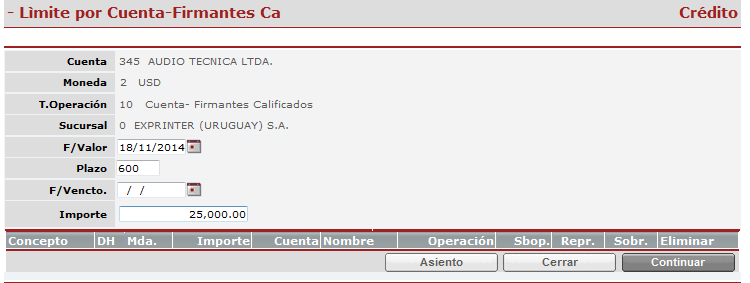 - Lìmite por Cuenta-Firmantes Ca Crédito
Cuenta 345 AUDIO TECNICA LTDA.
Moneda 2 USD
T.Operación 10 Cuenta- Firmantes Calificados
Sucursal 0 EXPRINTER (URUGUAY) S.A.
F/Valor 18/11/2014
Plazo 600
F/Vencto. / /
Importe 25,000.00
Concepto DH Mda. Importe Cuenta Nombre Operación Sbop. Repr. Sobr. Eliminar
Asiento Cerrar Continuar